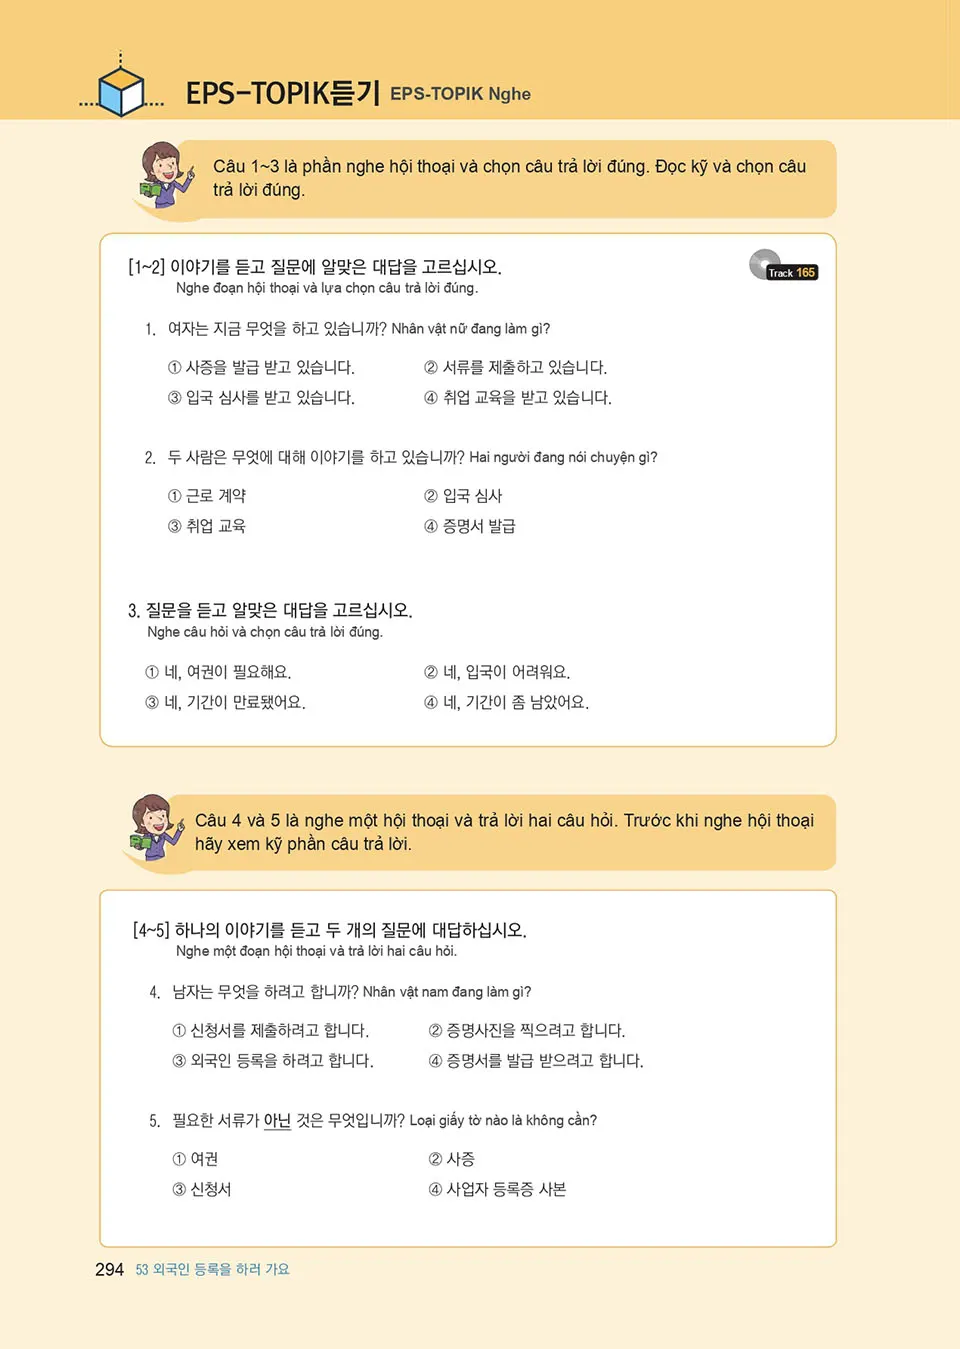 EPS-TOPIK듣기 EPS-TOPIK Nghe
Câu 1~3 là phần nghe hội thoại và chọn câu trả lời đúng. Đọc kỹ và chọn câu
trả lời đúng.
[1~2] 이야기를 듣고 질문에 알맞은 대답을 고르십시오.
Track 165
Nghe đoạn hội thoại và lựa chọn câu trả lời đúng.
1. 여자는 지금 무엇을 하고 있습니까? Nhân vật nữ đang làm gì?
① 사증을 발급 받고 있습니다. ② 서류를 제출하고 있습니다.
③ 입국 심사를 받고 있습니다. ④ 취업 교육을 받고 있습니다.
2. 두 사람은 무엇에 대해 이야기를 하고 있습니까? Hai người đang nói chuyện gì?
① 근로 계약 ② 입국 심사
③ 취업 교육 ④ 증명서 발급
3. 질문을 듣고 알맞은 대답을 고르십시오.
Nghe câu hỏi và chọn câu trả lời đúng.
① 네, 여권이 필요해요. ② 네, 입국이 어려워요.
③ 네, 기간이 만료됐어요. ④ 네, 기간이 좀 남았어요.
Câu 4 và 5 là nghe một hội thoại và trả lời hai câu hỏi. Trước khi nghe hội thoại
hãy xem kỹ phần câu trả lời.
[4~5] 하나의 이야기를 듣고 두 개의 질문에 대답하십시오.
Nghe một đoạn hội thoại và trả lời hai câu hỏi.
4. 남자는 무엇을 하려고 합니까? Nhân vật nam đang làm gì?
① 신청서를 제출하려고 합니다. ② 증명사진을 찍으려고 합니다.
③ 외국인 등록을 하려고 합니다. ④ 증명서를 발급 받으려고 합니다.
5. 필요한 서류가 아닌 것은 무엇입니까? Loại giấy tờ nào là không cần?
① 여권 ② 사증
③ 신청서 ④ 사업자 등록증 사본
294 53 외국인 등록을 하러 가요